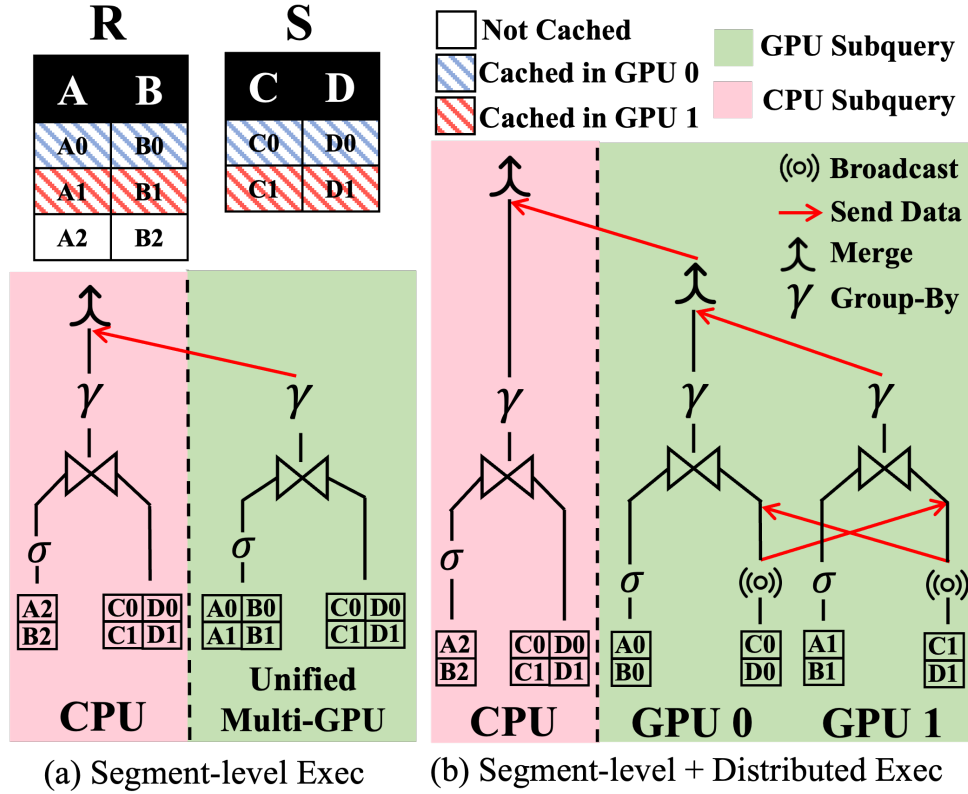 R
A B
A0 B0
A1 B1
A2 B2
S
C D
C0 D0
C1 D1
Not Cached
Cached in GPU 0
Cached in GPU 1
GPU Subquery
CPU Subquery
γ
σ
A2
B2
C0 D0
C1 D1
CPU
γ
σ
A0 B0
A1 B1
C0 D0
C1 D1
Unified
Multi-GPU
(a) Segment-level Exec
Broadcast
Send Data
Merge
γ Group-By
γ
σ
A2
B2
C0 D0
C1 D1
CPU
γ
σ
A0
B0
C0
D0
GPU 0
γ
σ
A1
B1
C1
D1
GPU 1
(b) Segment-level + Distributed Exec